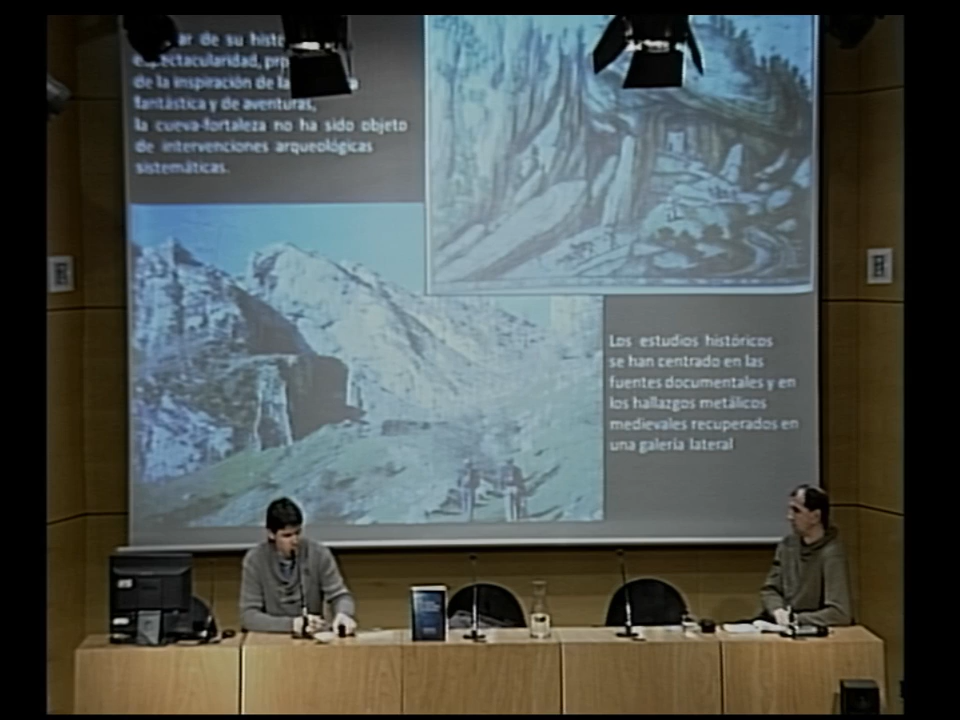 ar de su histo
espectacularidad, pro
de la inspiración de la
fantástica y de aventuras,
la cueva-fortaleza no ha sido objeto
de intervenciones arqueológicas
sistemáticas.
Los estudios históricos
se han centrado en las
fuentes documentales y en
los hallazgos metálicos
medievales recuperados en
una galería lateral